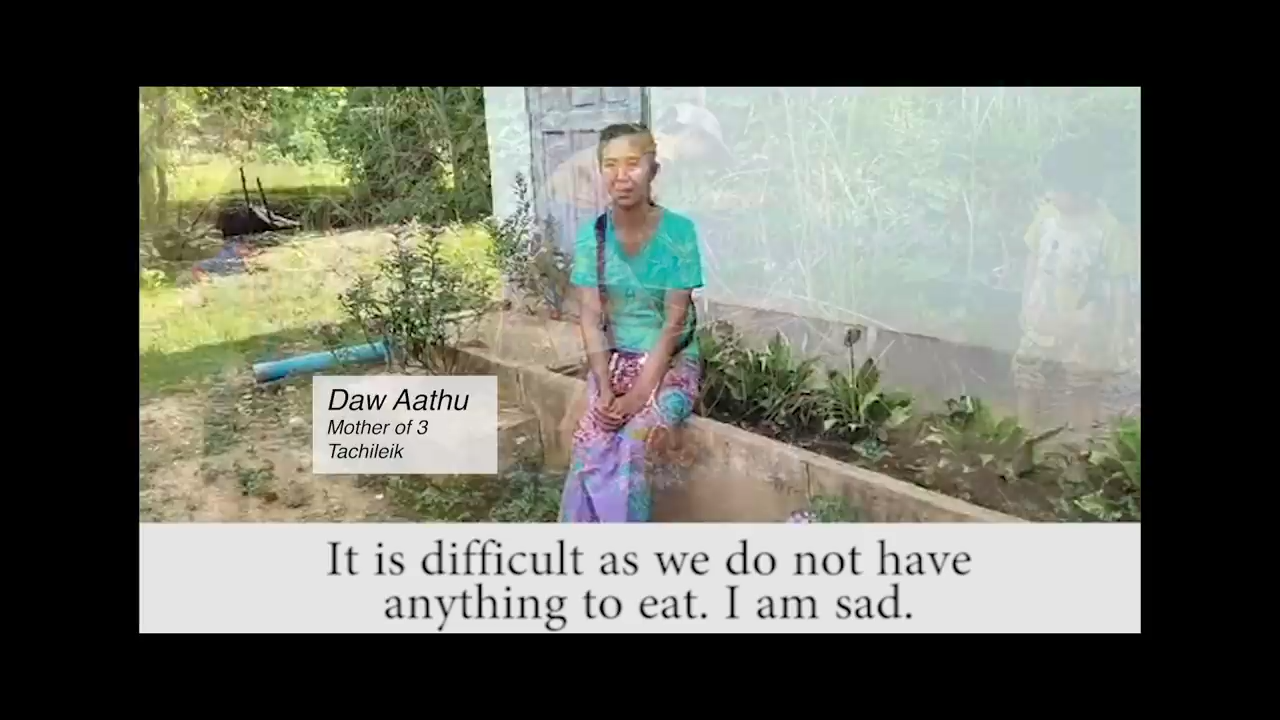 Daw Aathu
Mother of 3
Tachileik
It is difficult as we do not have
anything to eat. I am sad.